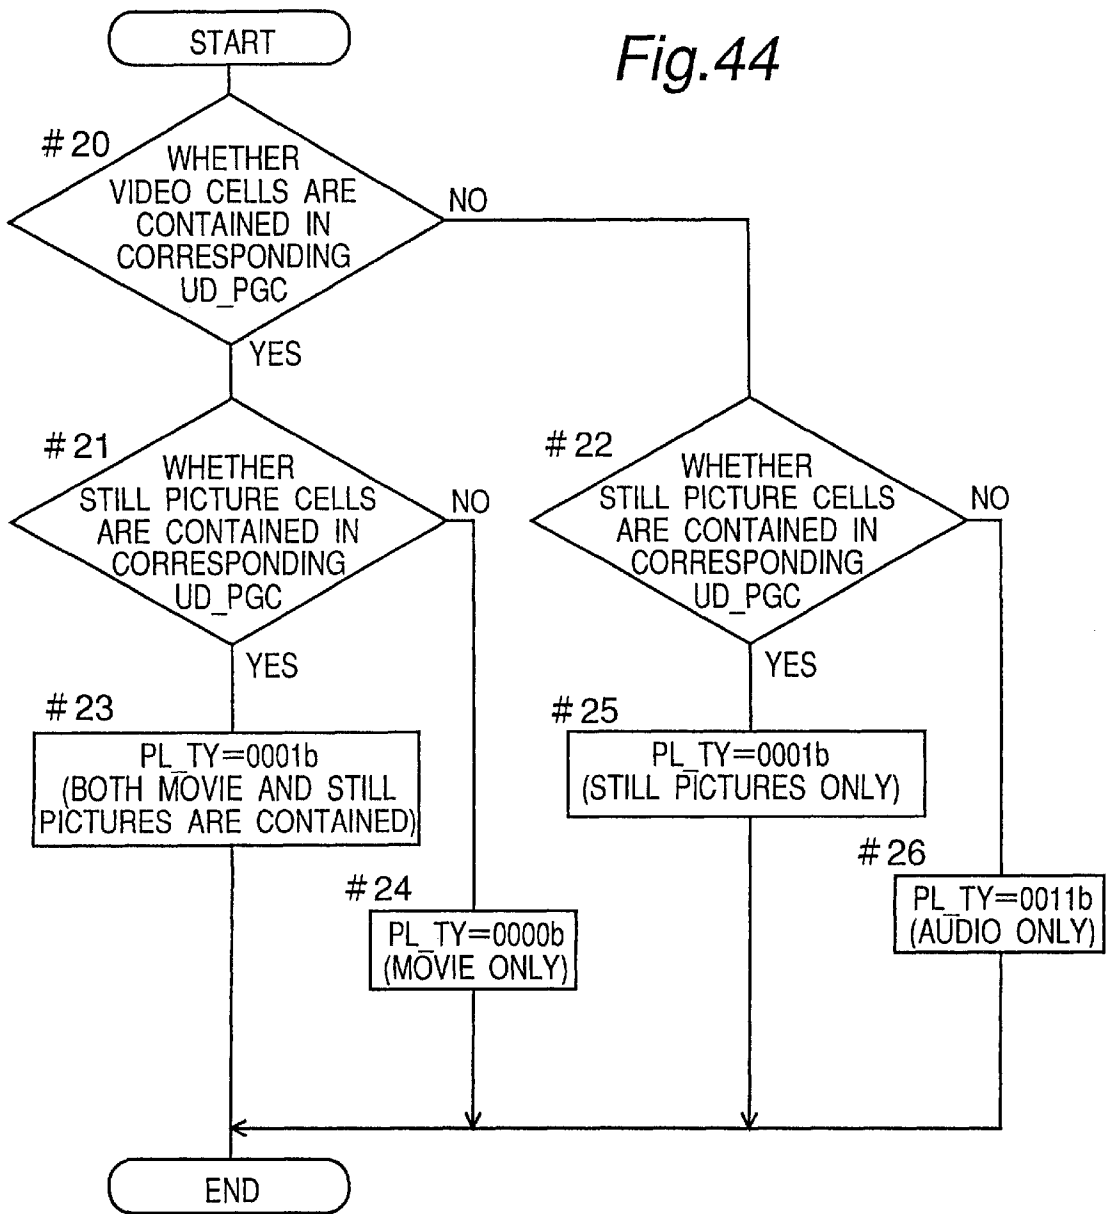 START
Fig.44
#20
WHETHER
VIDEO CELLS ARE
CONTAINED IN
CORRESPONDING
UD_PGC
NO
YES
#21
WHETHER
STILL PICTURE CELLS
ARE CONTAINED IN
CORRESPONDING
UD_PGC
NO
YES
#22
WHETHER
STILL PICTURE CELLS
ARE CONTAINED IN
CORRESPONDING
UD_PGC
NO
YES
#23
PL_TY=0001b
(BOTH MOVIE AND STILL
PICTURES ARE CONTAINED)
#24
PL_TY=0000b
(MOVIE ONLY)
#25
PL_TY=0001b
(STILL PICTURES ONLY)
#26
PL_TY=0011b
(AUDIO ONLY)
END